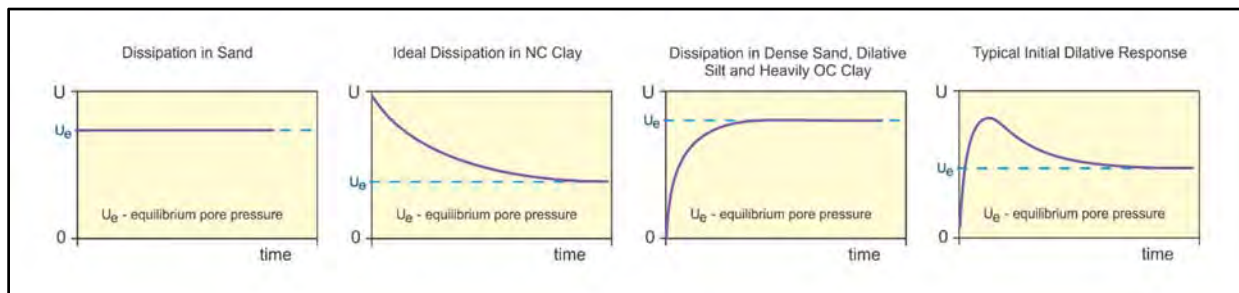 Dissipation in Sand
U
Ue
Ue - equilibrium pore pressure
0
time
Ideal Dissipation in NC Clay
U
Ue
Ue - equilibrium pore pressure
0
time
Dissipation in Dense Sand, Dilative
Silt and Heavily OC Clay
U
Ue
Ue - equilibrium pore pressure
0
time
Typical Initial Dilative Response
U
Ue
Ue - equilibrium pore pressure
0
time